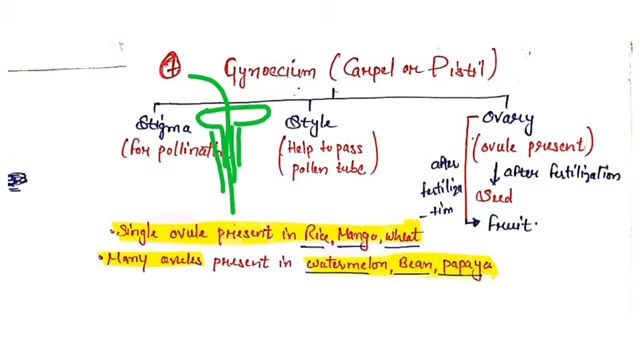 7 Gynoecium (Carpel or Pistil)
Stigma Style Ovary
(for pollination (Help to pass pollen tube) (ovule present)
after fertilization
Seed
after fertiliza-tion
Fruit.
• Single ovule present in Rice, Mango, wheat
• Many ovules present in watermelon, Bean, papaya